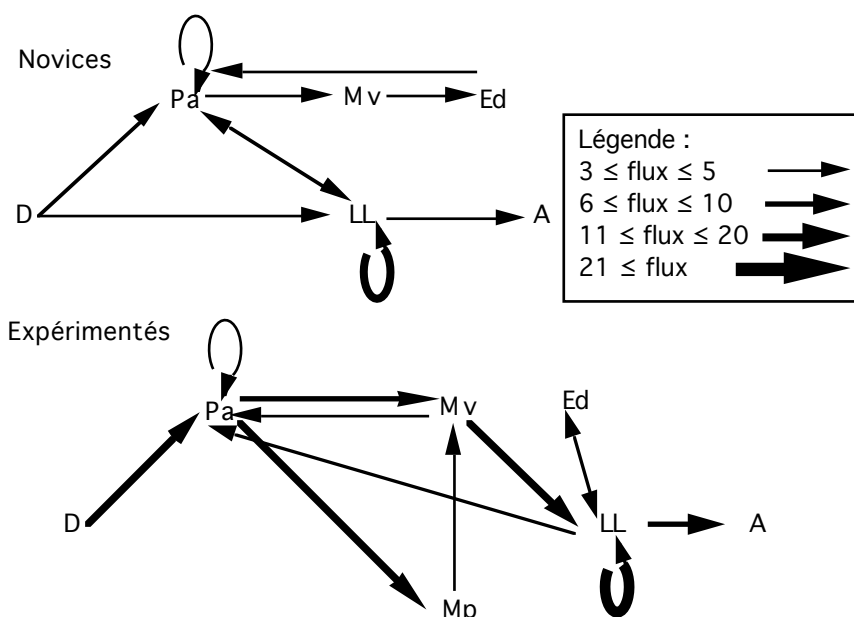 Novices
Pa
Mv
Ed
D
LL
A
Légende :
3 ≤ flux ≤ 5
6 ≤ flux ≤ 10
11 ≤ flux ≤ 20
21 ≤ flux
Expérimentés
Pa
Mv
Ed
D
LL
A
Mp